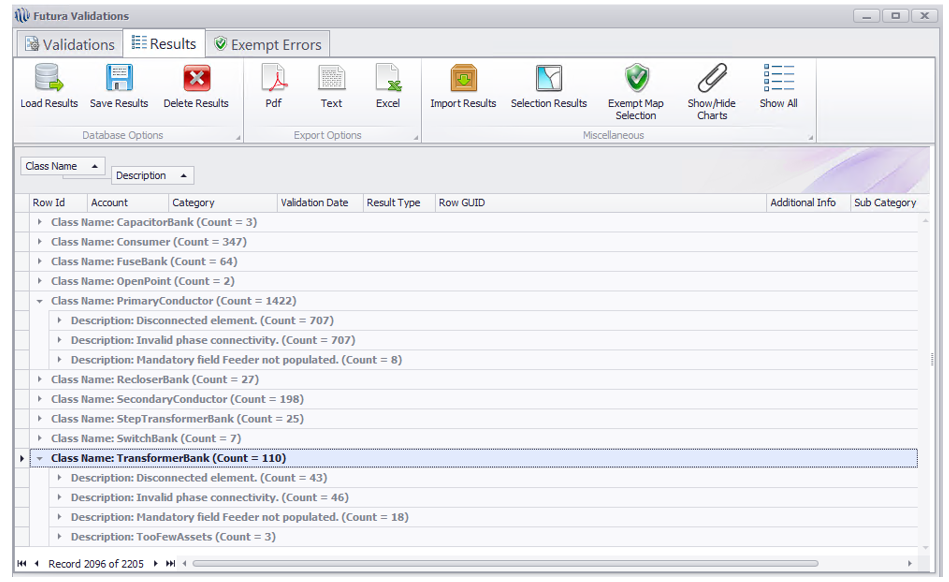 Futura Validations
Validations Results Exempt Errors
Load Results Save Results Delete Results Pdf Text Excel Import Results Selection Results Exempt Map Selection Show/Hide Charts Show All
Database Options Export Options Miscellaneous
Class Name
Description
Row Id Account Category Validation Date Result Type Row GUID Additional Info Sub Category
Class Name: CapacitorBank (Count = 3)
Class Name: Consumer (Count = 347)
Class Name: FuseBank (Count = 64)
Class Name: OpenPoint (Count = 2)
Class Name: PrimaryConductor (Count = 1422)
Description: Disconnected element. (Count = 707)
Description: Invalid phase connectivity. (Count = 707)
Description: Mandatory field Feeder not populated. (Count = 8)
Class Name: RecloserBank (Count = 27)
Class Name: SecondaryConductor (Count = 198)
Class Name: StepTransformerBank (Count = 25)
Class Name: SwitchBank (Count = 7)
Class Name: TransformerBank (Count = 110)
Description: Disconnected element. (Count = 43)
Description: Invalid phase connectivity. (Count = 46)
Description: Mandatory field Feeder not populated. (Count = 18)
Description: TooFewAssets (Count = 3)
Record 2096 of 2205